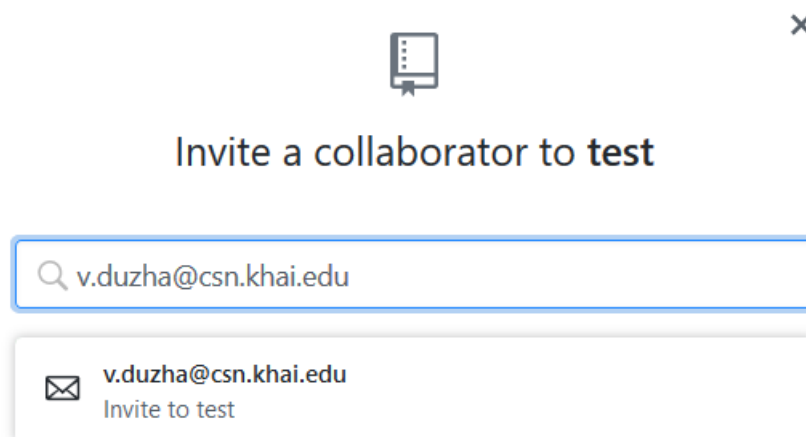 Invite a collaborator to test
v.duzha@csn.khai.edu
v.duzha@csn.khai.edu
Invite to test